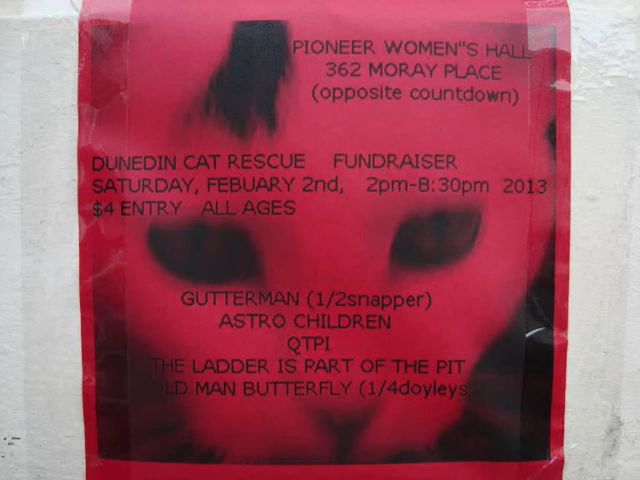 PIONEER WOMEN"S HALL
362 MORAY PLACE
(opposite countdown)
DUNEDIN CAT RESCUE FUNDRAISER
SATURDAY, FEBUARY 2nd, 2pm-8:30pm 2013
$4 ENTRY ALL AGES
GUTTERMAN (1/2snapper)
ASTRO CHILDREN
QTPI
THE LADDER IS PART OF THE PIT
OLD MAN BUTTERFLY (1/4doyleys